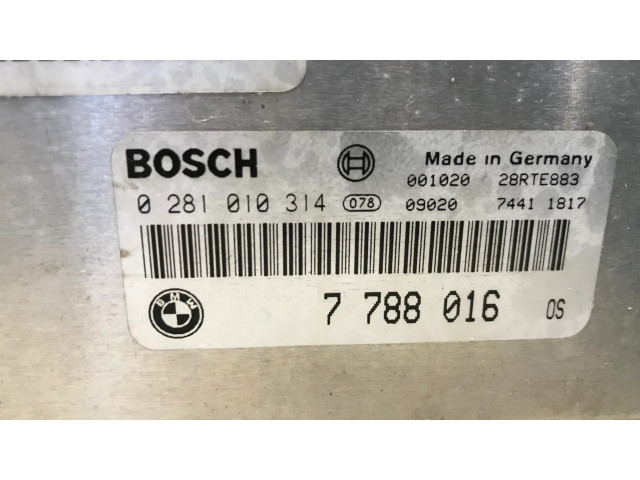 BOSCH
Made in Germany
001020 28RTE883
0 281 010 314 078 09020 7441 1817
BMW
7 788 016 OS